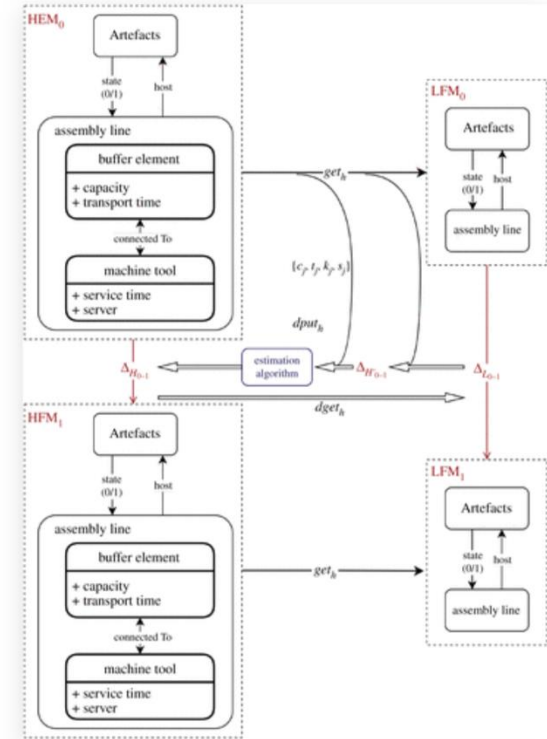 HEM0
Artefacts
state
(0/1)
host
assembly line
buffer element
+ capacity
+ transport time
connected To
machine tool
+ service time
+ server
geth
LFM0
Artefacts
state
(0/1)
host
assembly line
{cj, tj, kj, sj}
dputh
ΔH0-1
estimation
algorithm
ΔH'0-1
ΔL0-1
dgeth
HFM1
Artefacts
state
(0/1)
host
assembly line
buffer element
+ capacity
+ transport time
connected To
machine tool
+ service time
+ server
geth
LFM1
Artefacts
state
(0/1)
host
assembly line